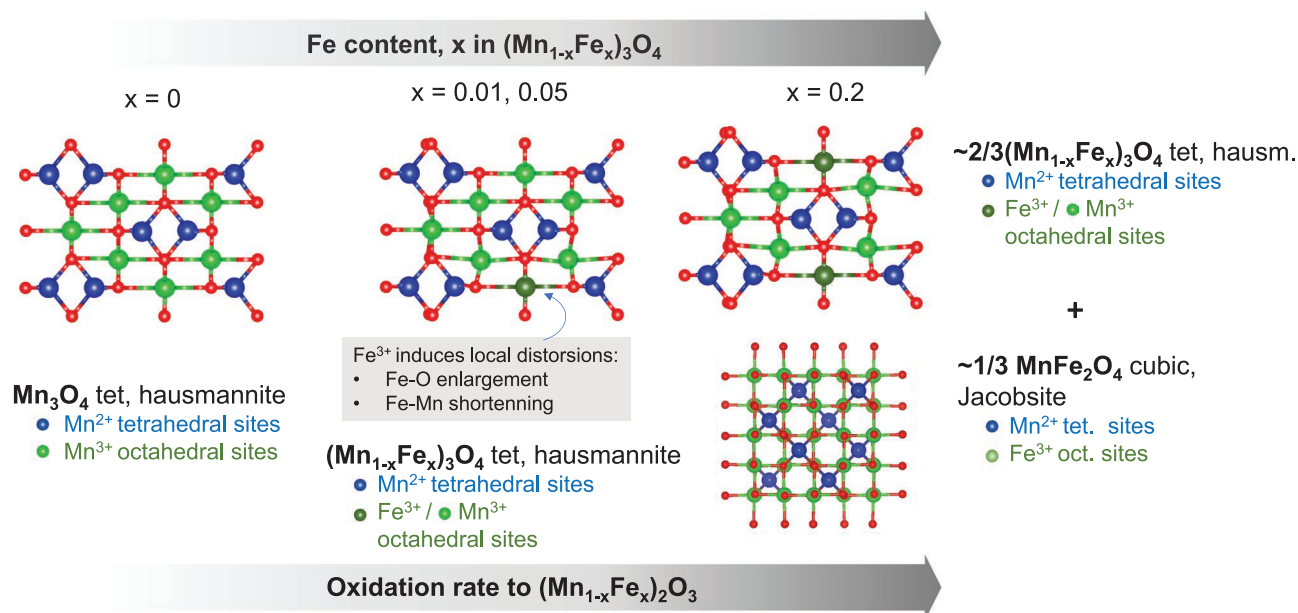 Fe content, x in (Mn₁₋ₓFeₓ)₃O₄
x = 0
x = 0.01, 0.05
x = 0.2
~2/3(Mn₁₋ₓFeₓ)₃O₄ tet, hausm.
Mn²⁺ tetrahedral sites
Fe³⁺ / Mn³⁺
octahedral sites
+
~1/3 MnFe₂O₄ cubic,
Jacobsite
Mn²⁺ tet. sites
Fe³⁺ oct. sites
Fe³⁺ induces local distorsions:
• Fe-O enlargement
• Fe-Mn shortenning
Mn₃O₄ tet, hausmannite
Mn²⁺ tetrahedral sites
Mn³⁺ octahedral sites
(Mn₁₋ₓFeₓ)₃O₄ tet, hausmannite
Mn²⁺ tetrahedral sites
Fe³⁺ / Mn³⁺
octahedral sites
Oxidation rate to (Mn₁₋ₓFeₓ)₂O₃